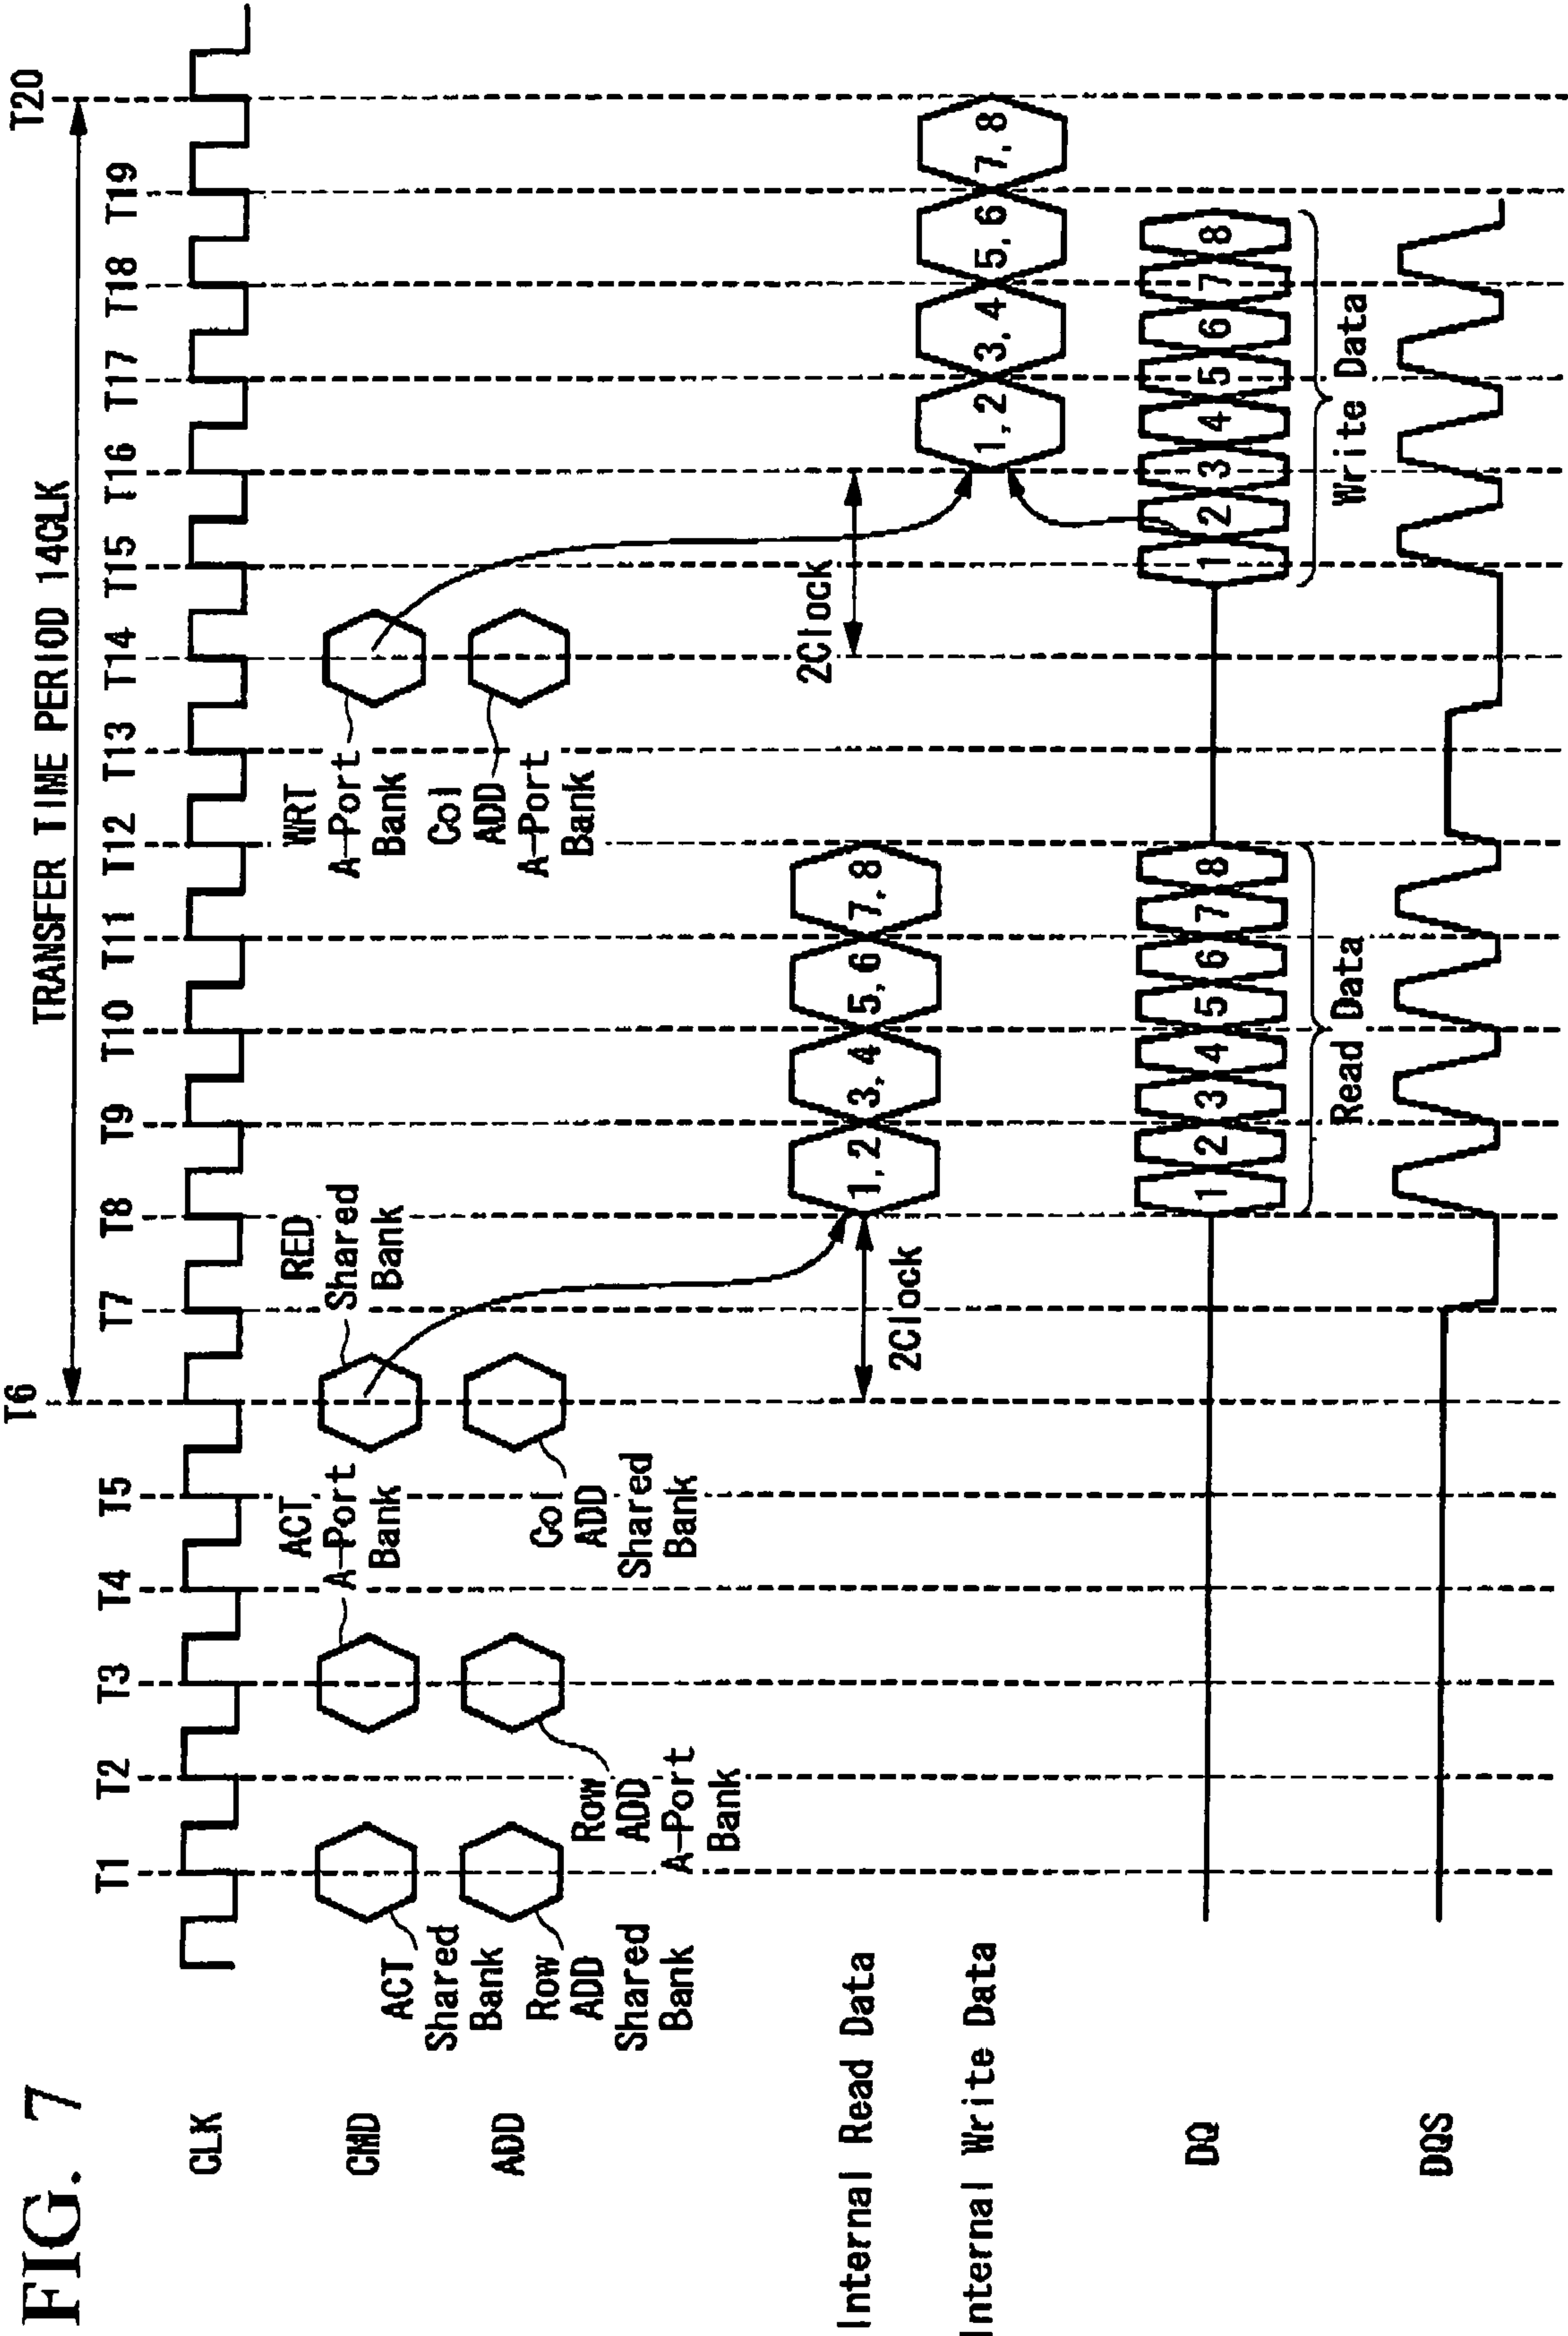 FIG. 7
TRANSFER TIME PERIOD 14CLK
T6
T20
T1
T2
T3
T4
T5
T7
T8
T9
T10
T11
T12
T13
T14
T15
T16
T17
T18
T19
CLK
CMD
ACT
Shared
Bank
ACT
A-Port
Bank
RED
Shared
Bank
WRT
A-Port
Bank
ADD
Row
ADD
Shared
Bank
Row
ADD
A-Port
Bank
Col
ADD
Shared
Bank
Col
ADD
A-Port
Bank
Internal Read Data
2Clock
1, 2
3, 4
5, 6
7, 8
Internal Write Data
2Clock
1, 2
3, 4
5, 6
7, 8
DQ
1 2 3 4 5 6 7 8
Read Data
1 2 3 4 5 6 7 8
Write Data
DQS